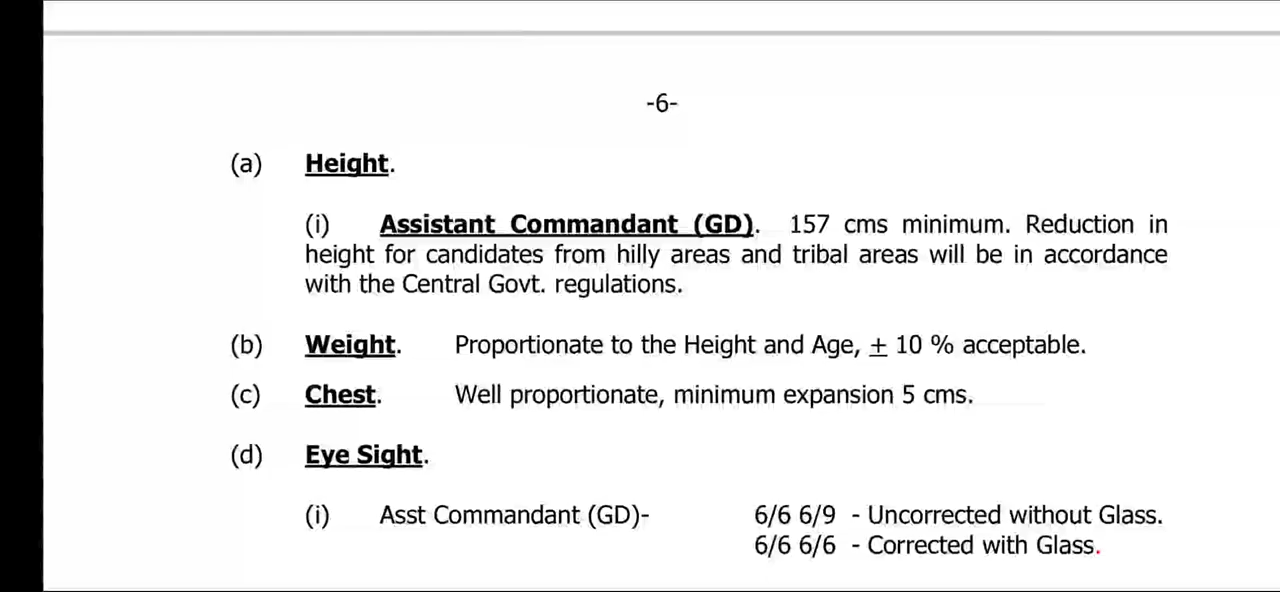 -6-
(a) Height.
(i) Assistant Commandant (GD). 157 cms minimum. Reduction in
height for candidates from hilly areas and tribal areas will be in accordance
with the Central Govt. regulations.
(b) Weight. Proportionate to the Height and Age, ± 10 % acceptable.
(c) Chest. Well proportionate, minimum expansion 5 cms.
(d) Eye Sight.
(i) Asst Commandant (GD)- 6/6 6/9 - Uncorrected without Glass.
6/6 6/6 - Corrected with Glass.